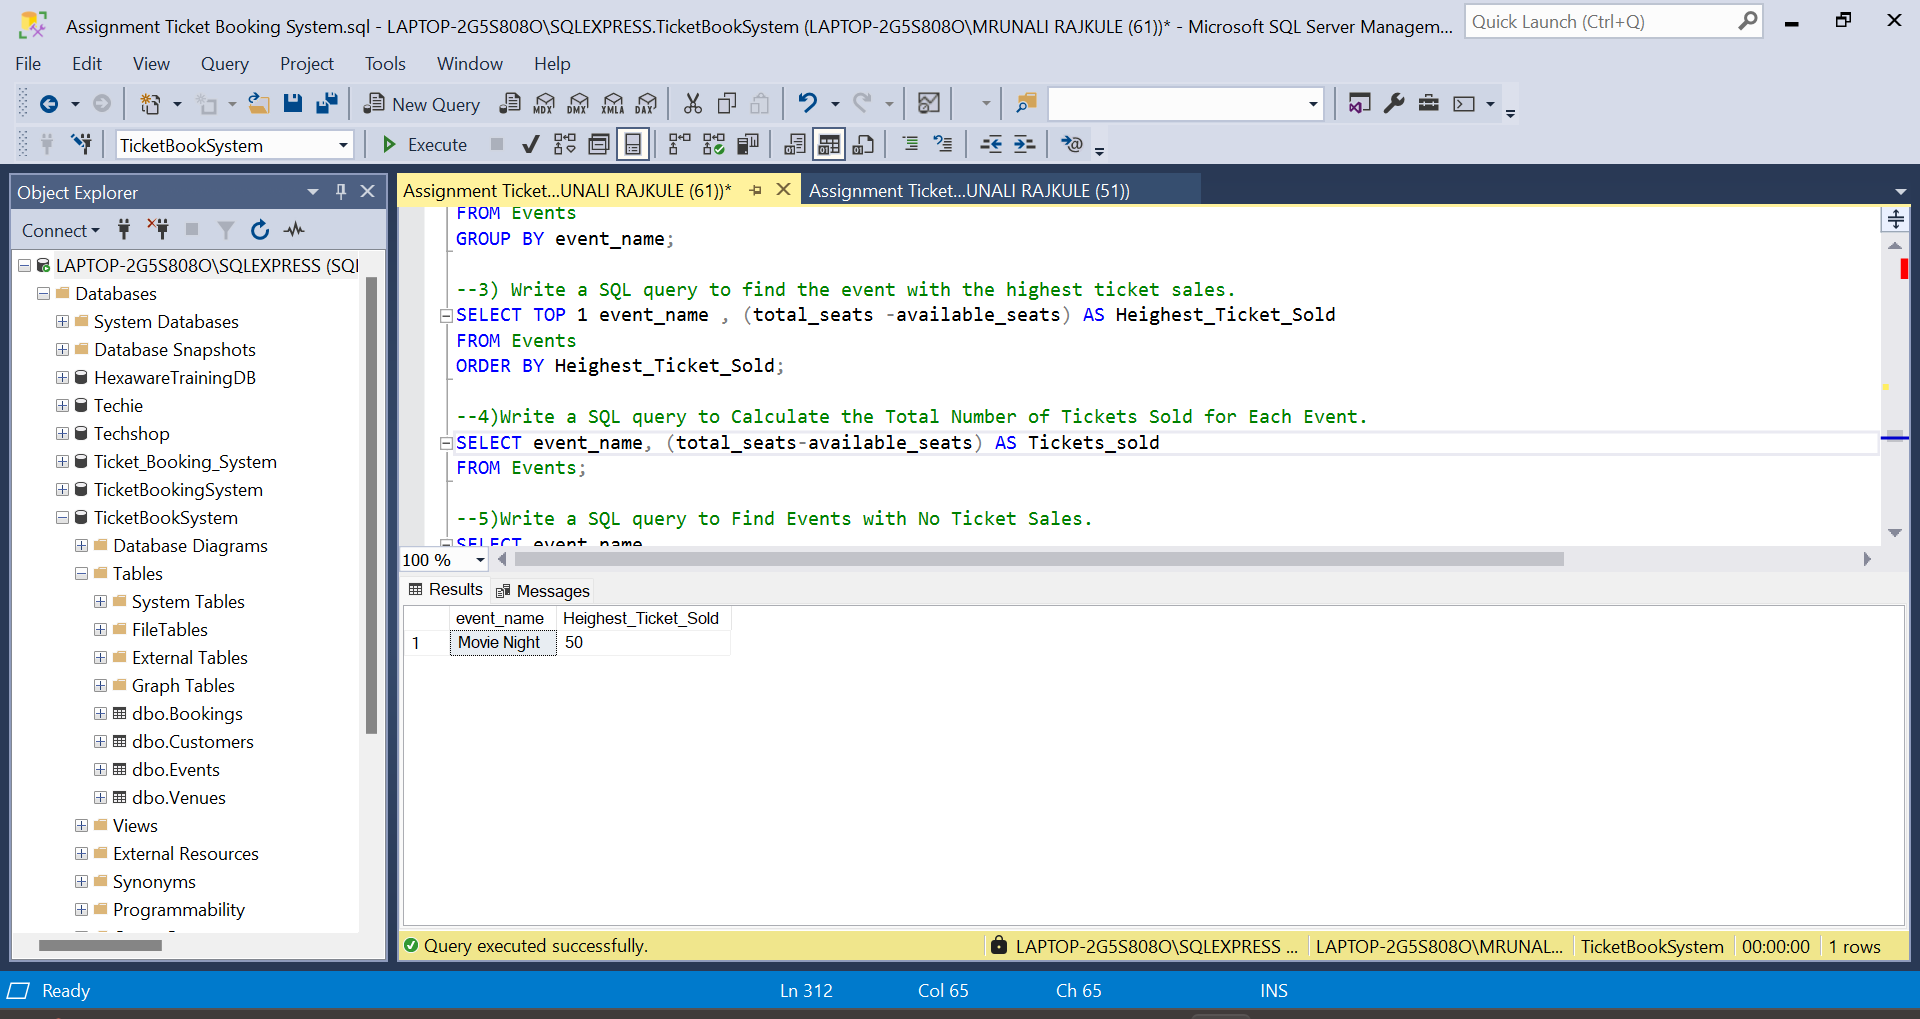 Assignment Ticket Booking System.sql - LAPTOP-2G5S808O\SQLEXPRESS.TicketBookSystem (LAPTOP-2G5S808O\MRUNALI RAJKULE (61))* - Microsoft SQL Server Managem...
Quick Launch (Ctrl+Q)
File Edit View Query Project Tools Window Help
New Query MDX DMX XMLA DAX
TicketBookSystem Execute
Object Explorer
Connect
LAPTOP-2G5S808O\SQLEXPRESS (SQl
Databases
System Databases
Database Snapshots
HexawareTrainingDB
Techie
Techshop
Ticket_Booking_System
TicketBookingSystem
TicketBookSystem
Database Diagrams
Tables
System Tables
FileTables
External Tables
Graph Tables
dbo.Bookings
dbo.Customers
dbo.Events
dbo.Venues
Views
External Resources
Synonyms
Programmability
Assignment Ticket...UNALI RAJKULE (61))* Assignment Ticket...UNALI RAJKULE (51))
FROM Events
GROUP BY event_name;
--3) Write a SQL query to find the event with the highest ticket sales.
SELECT TOP 1 event_name , (total_seats -available_seats) AS Heighest_Ticket_Sold
FROM Events
ORDER BY Heighest_Ticket_Sold;
--4)Write a SQL query to Calculate the Total Number of Tickets Sold for Each Event.
SELECT event_name, (total_seats-available_seats) AS Tickets_sold
FROM Events;
--5)Write a SQL query to Find Events with No Ticket Sales.
SELECT event_name
100 %
Results Messages
event_name Heighest_Ticket_Sold
1 Movie Night 50
Query executed successfully. LAPTOP-2G5S808O\SQLEXPRESS ... LAPTOP-2G5S808O\MRUNAL... TicketBookSystem 00:00:00 1 rows
Ready Ln 312 Col 65 Ch 65 INS